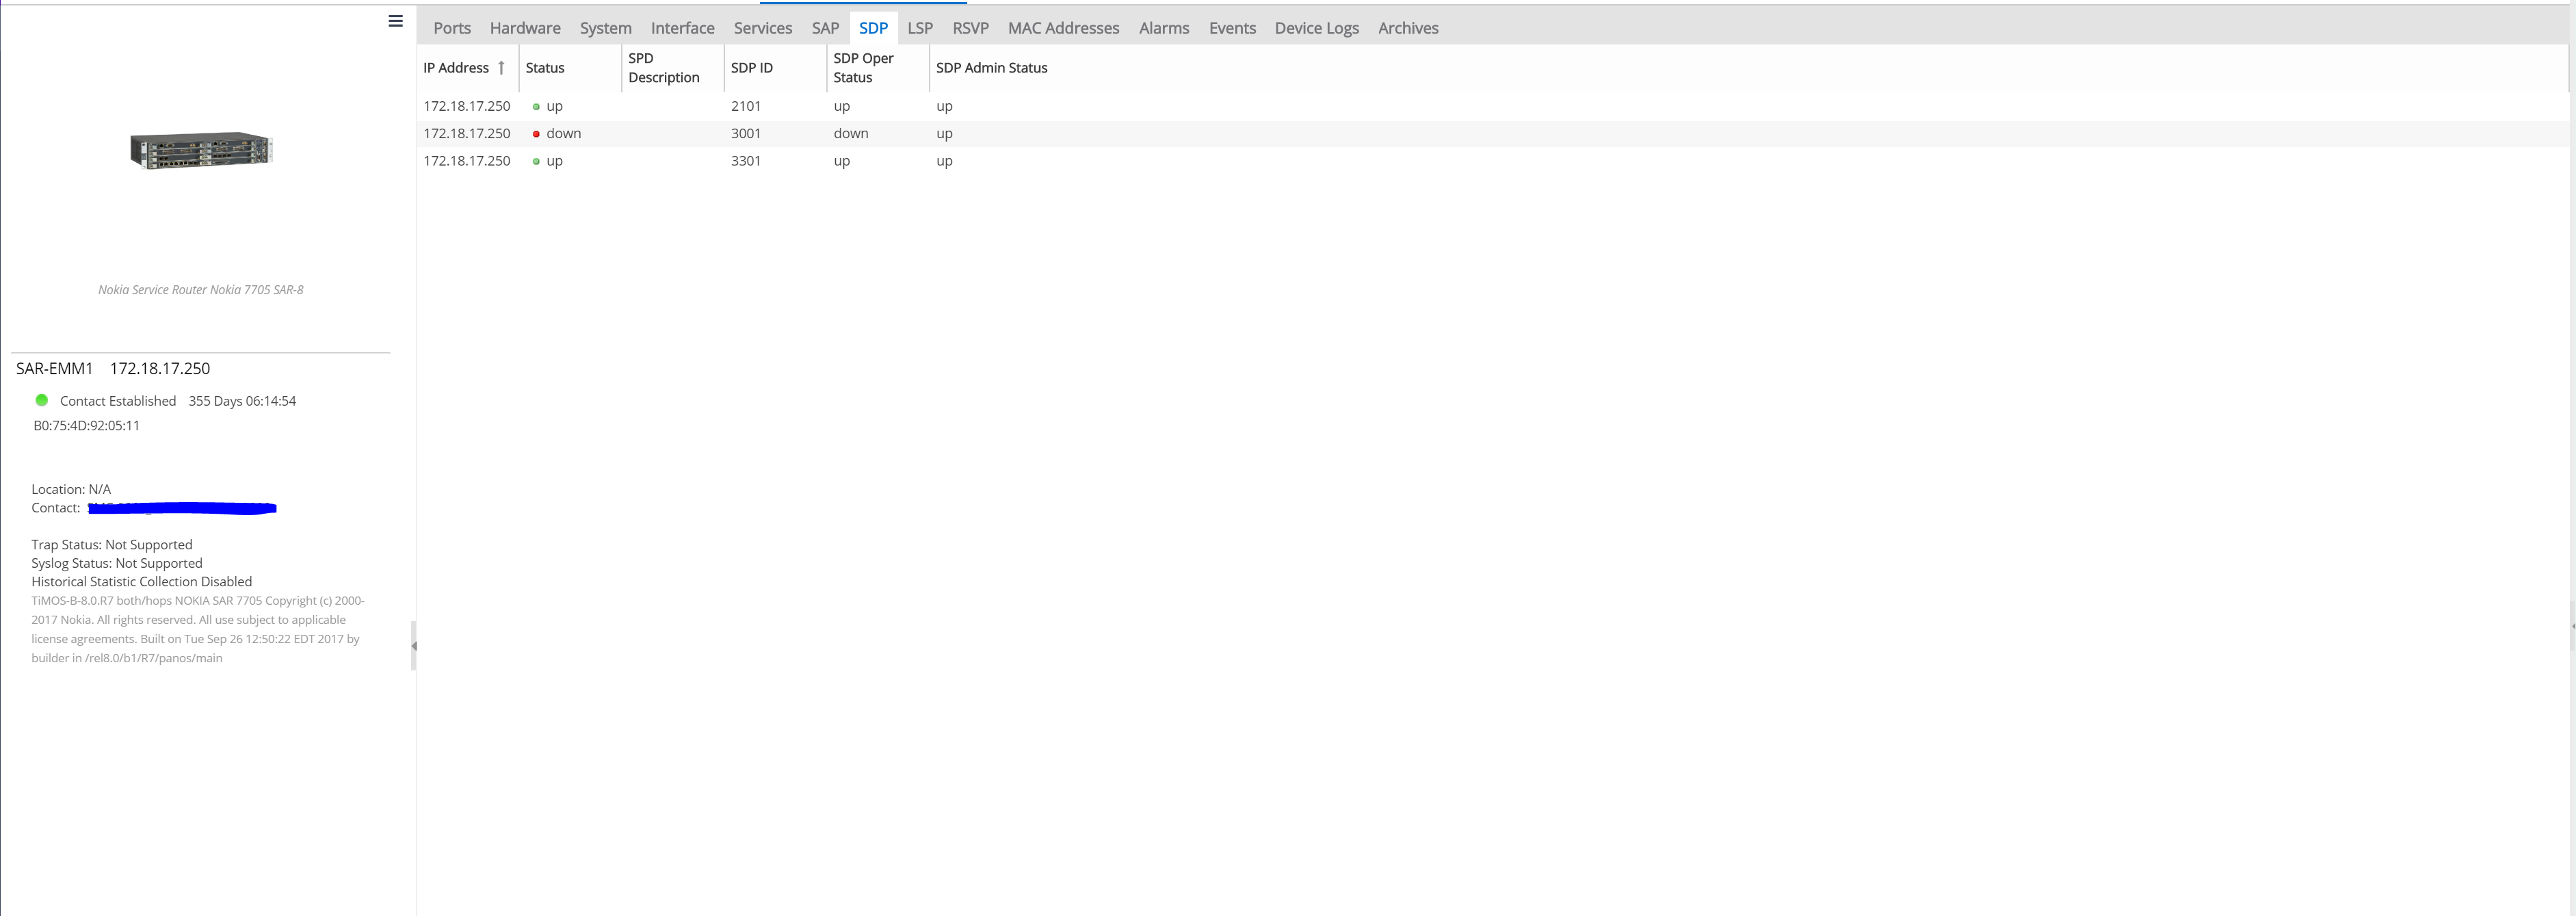 Ports Hardware System Interface Services SAP SDP LSP RSVP MAC Addresses Alarms Events Device Logs Archives
IP Address ↑ Status SPD Description SDP ID SDP Oper Status SDP Admin Status
172.18.17.250 up 2101 up up
172.18.17.250 down 3001 down up
172.18.17.250 up 3301 up up
Nokia Service Router Nokia 7705 SAR-8
SAR-EMM1 172.18.17.250
Contact Established 355 Days 06:14:54
B0:75:4D:92:05:11
Location: N/A
Contact:
Trap Status: Not Supported
Syslog Status: Not Supported
Historical Statistic Collection Disabled
TiMOS-B-8.0.R7 both/hops NOKIA SAR 7705 Copyright (c) 2000-
2017 Nokia. All rights reserved. All use subject to applicable
license agreements. Built on Tue Sep 26 12:50:22 EDT 2017 by
builder in /rel8.0/b1/R7/panos/main